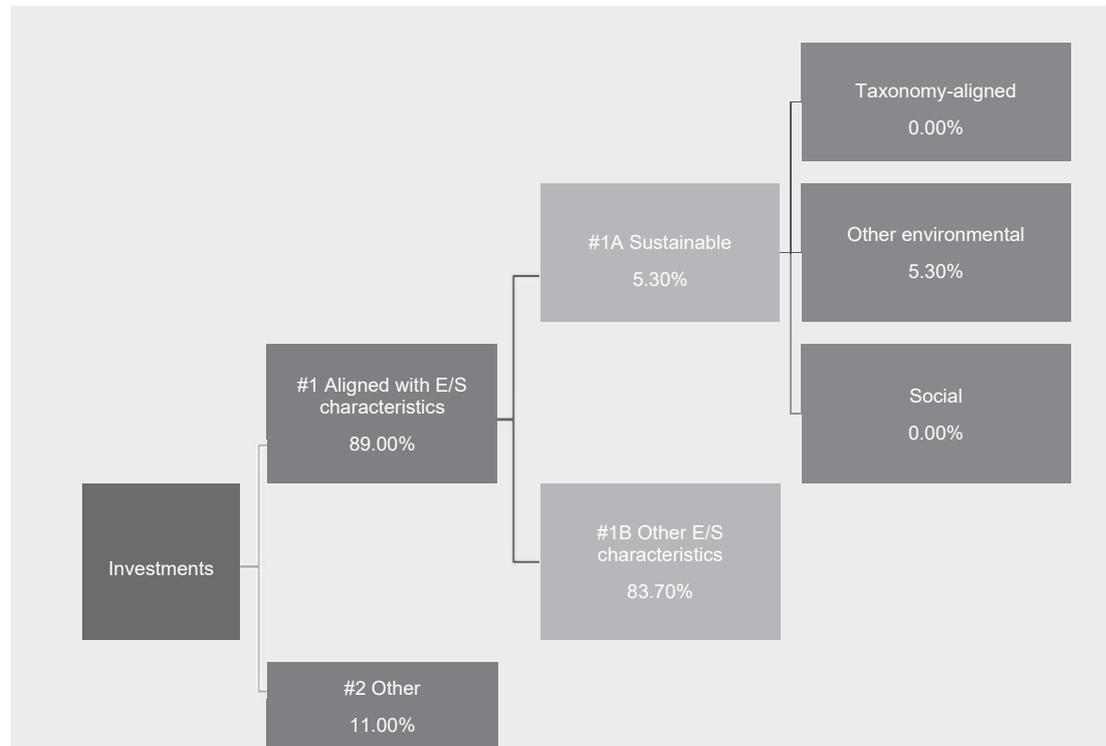 Taxonomy-aligned
0.00%
#1A Sustainable
5.30%
Other environmental
5.30%
#1 Aligned with E/S
characteristics
89.00%
Social
0.00%
Investments
#1B Other E/S
characteristics
83.70%
#2 Other
11.00%